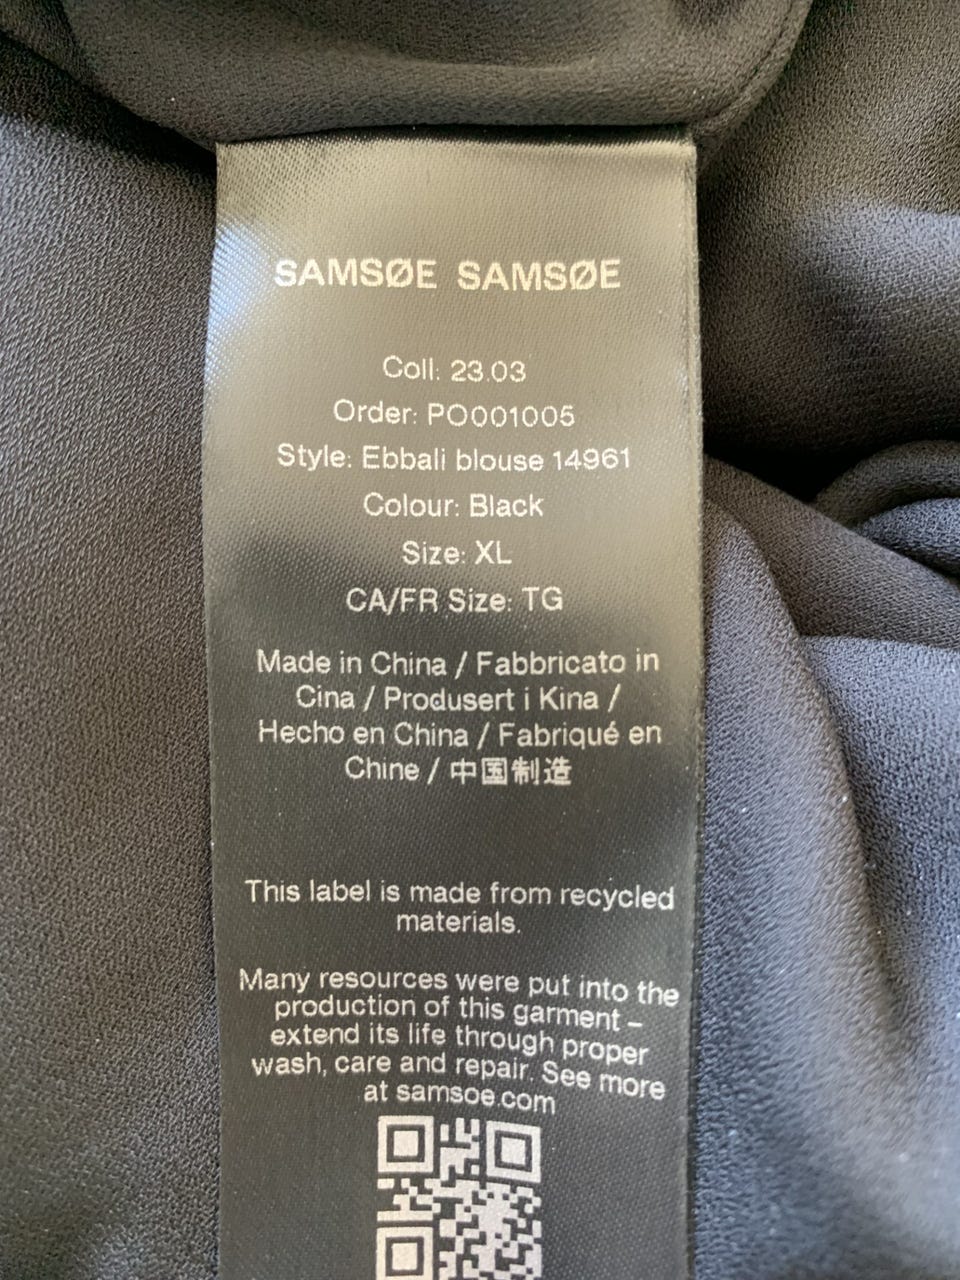 SAMSØE SAMSØE
Coll: 23.03
Order: PO001005
Style: Ebbali blouse 14961
Colour: Black
Size: XL
CA/FR Size: TG
Made in China / Fabbricato in
Cina / Produsert i Kina /
Hecho en China / Fabriqué en
Chine / 中国制造
This label is made from recycled
materials.
Many resources were put into the
production of this garment –
extend its life through proper
wash, care and repair. See more
at samsoe.com